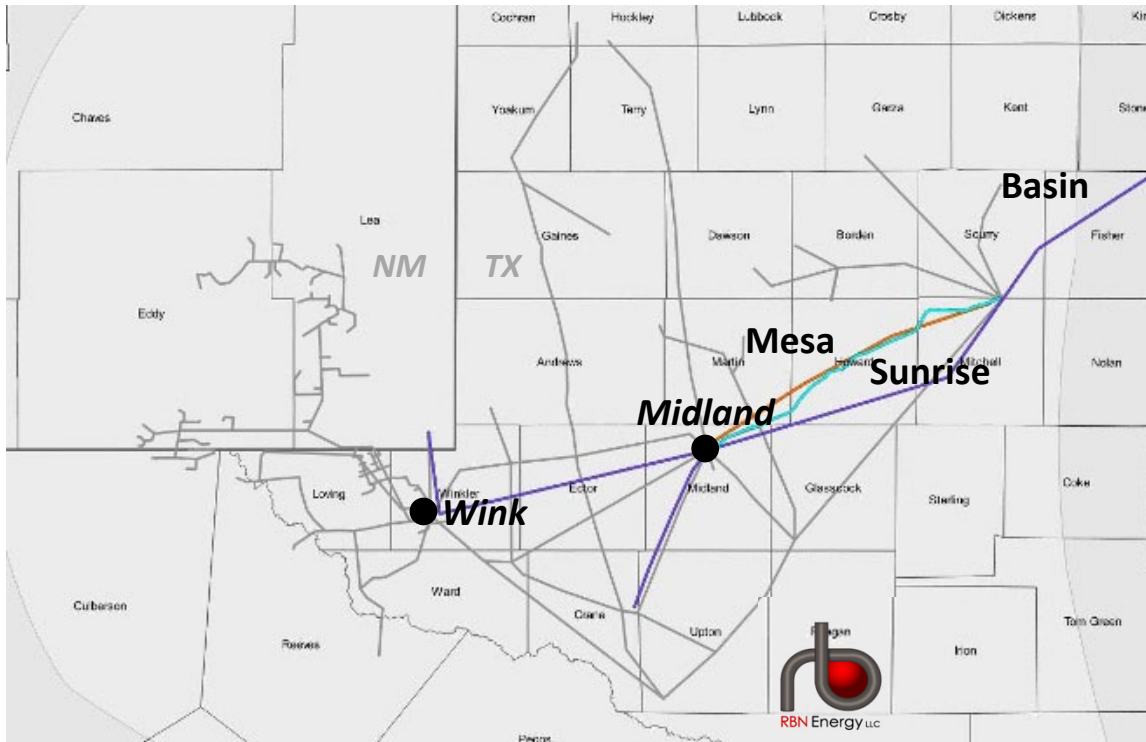 Cochran
Hockley
Lubbock
Crosby
Dickens
Chaves
Yoakum
Terry
Lynn
Garza
Kent
Stone
Basin
Lea
NM
TX
Gaines
Dawson
Borden
Scurry
Fisher
Eddy
Andrews
Martin
Mesa
Howard
Sunrise
Mitchell
Nolan
Midland
Loving
Winkler
Ector
Midland
Glasscock
Sterling
Coke
Wink
Culberson
Ward
Reeves
Crane
Upton
Reagan
Irion
Tom Green
RBN Energy LLC
Pecos